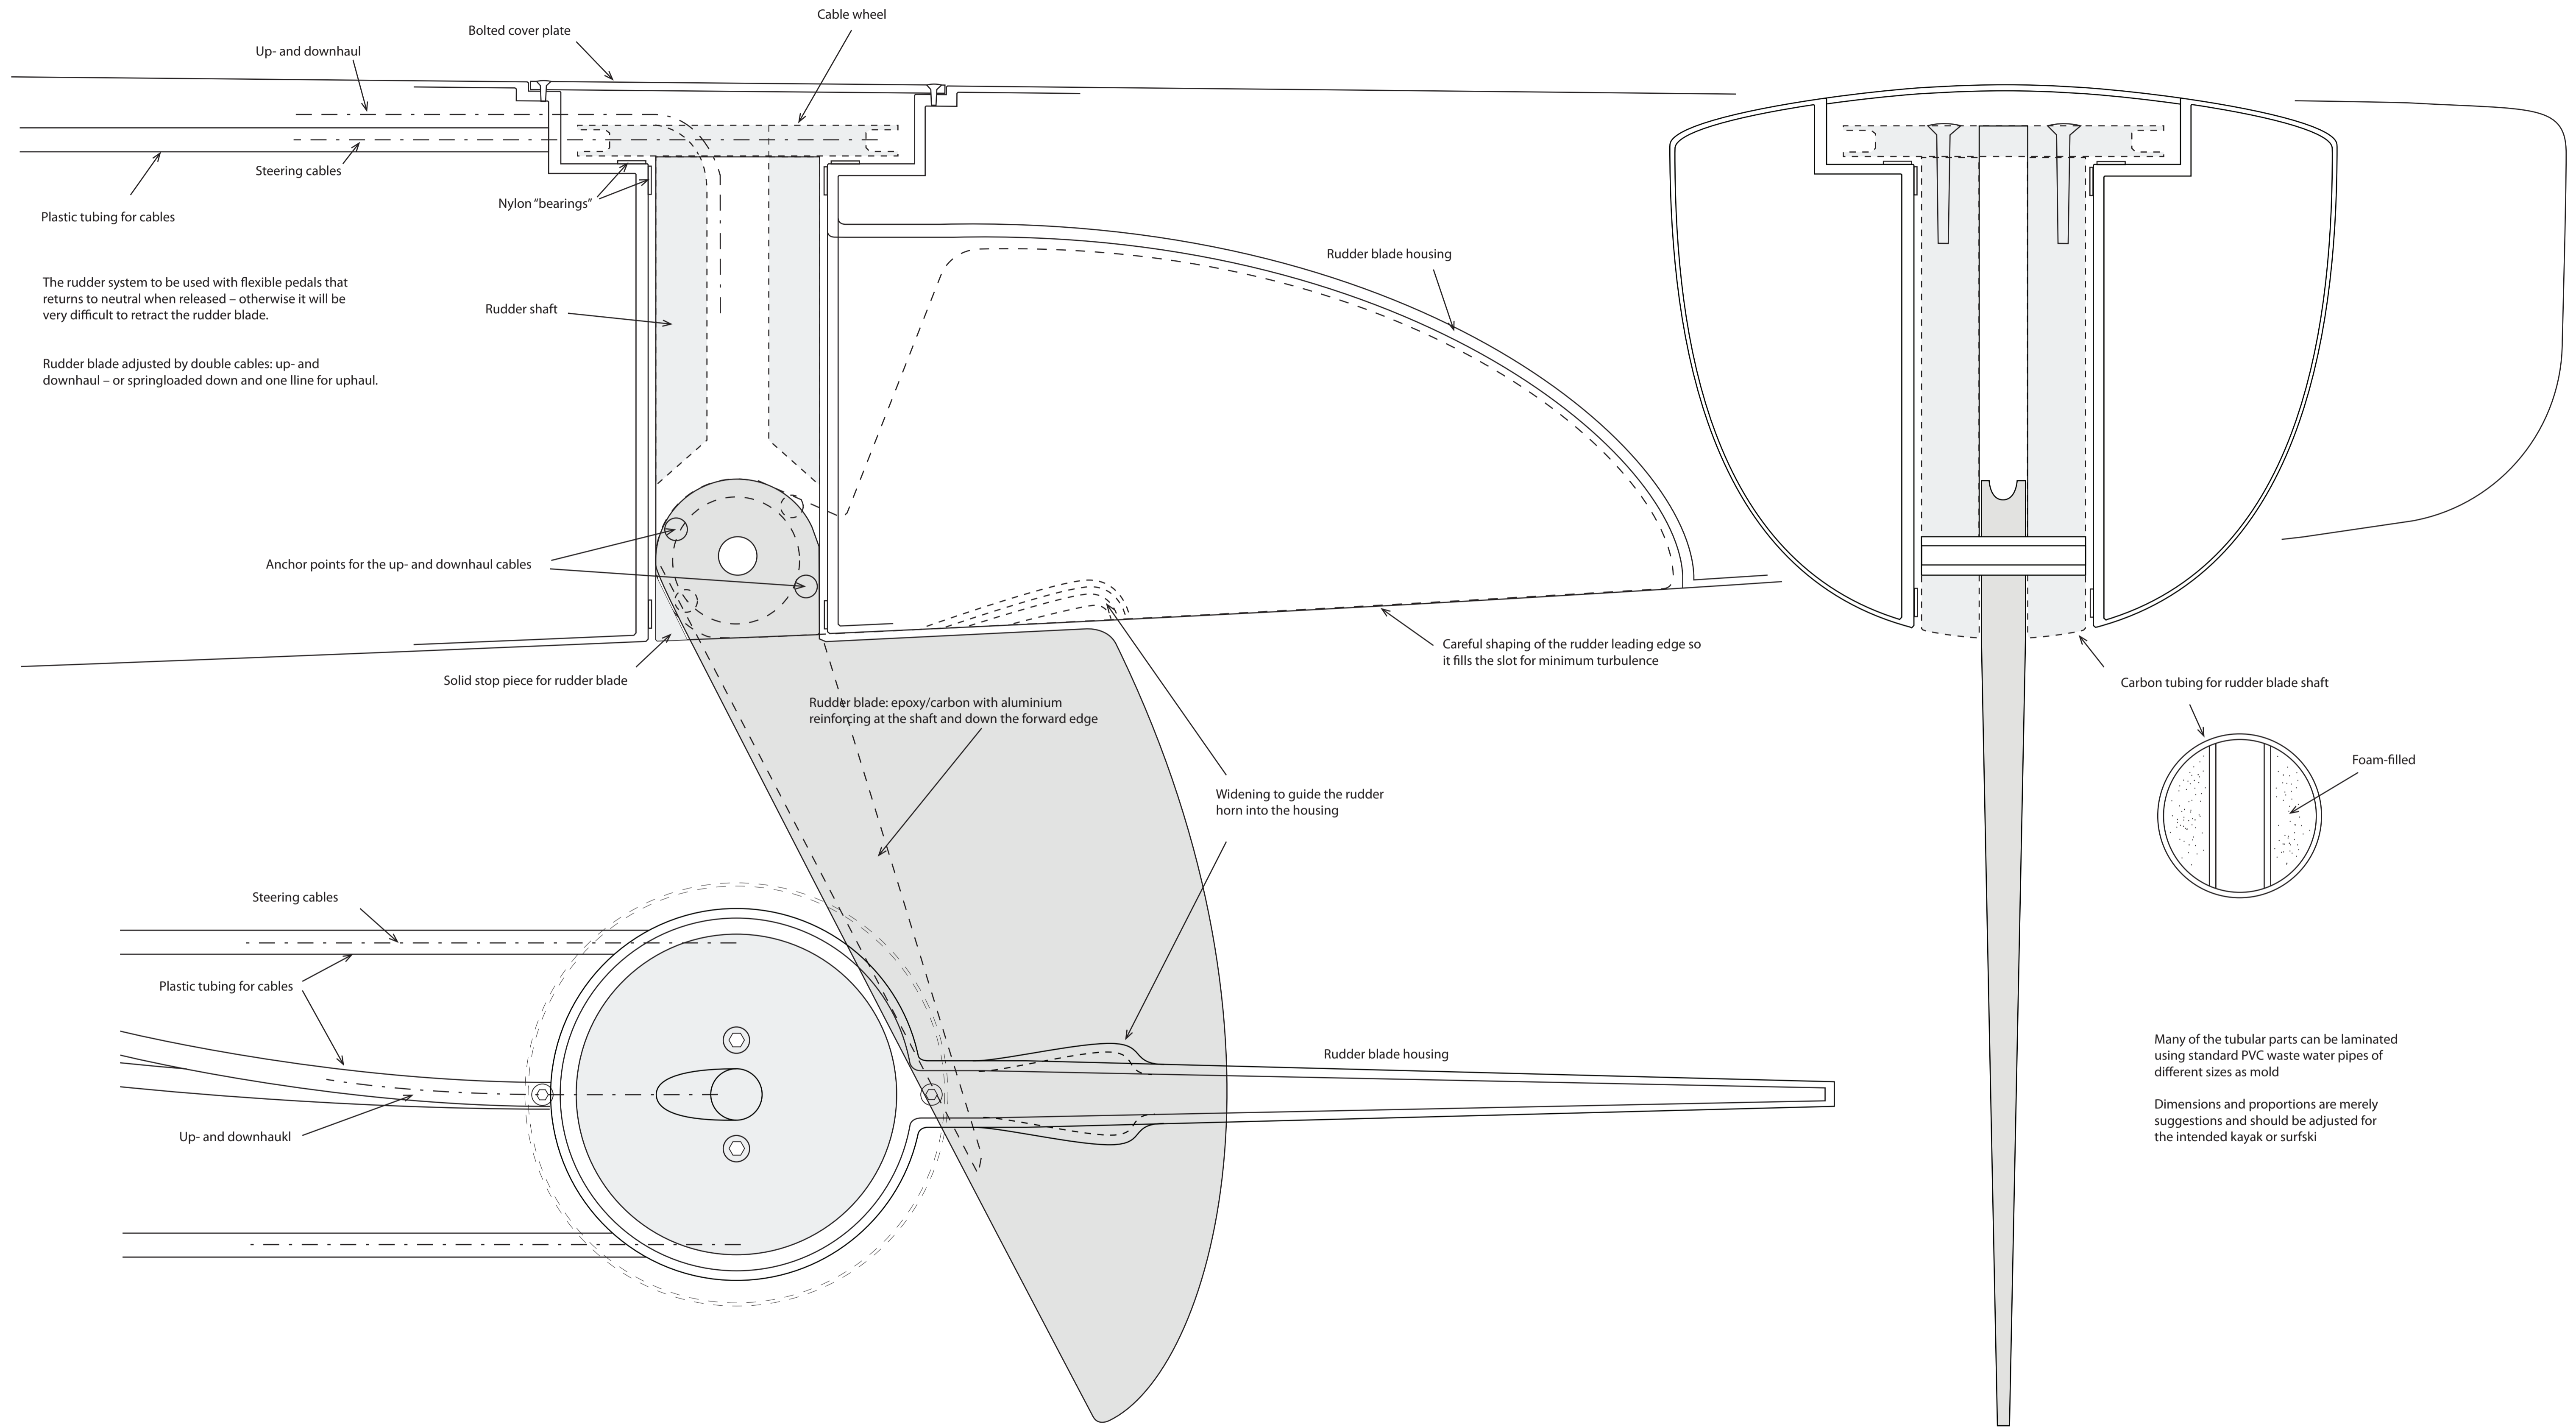 Cable wheel
Bolted cover plate
Up- and downhaul
Steering cables
Nylon “bearings”
Plastic tubing for cables
The rudder system to be used with flexible pedals that
returns to neutral when released – otherwise it will be
very difficult to retract the rudder blade.
Rudder blade housing
Rudder shaft
Rudder blade adjusted by double cables: up- and
downhaul – or springloaded down and one lline for uphaul.
Anchor points for the up- and downhaul cables
Careful shaping of the rudder leading edge so
it fills the slot for minimum turbulence
Solid stop piece for rudder blade
Carbon tubing for rudder blade shaft
Rudder blade: epoxy/carbon with aluminium
reinforcing at the shaft and down the forward edge
Foam-filled
Widening to guide the rudder
horn into the housing
Steering cables
Plastic tubing for cables
Rudder blade housing
Many of the tubular parts can be laminated
using standard PVC waste water pipes of
different sizes as mold
Dimensions and proportions are merely
suggestions and should be adjusted for
the intended kayak or surfski
Up- and downhaukl